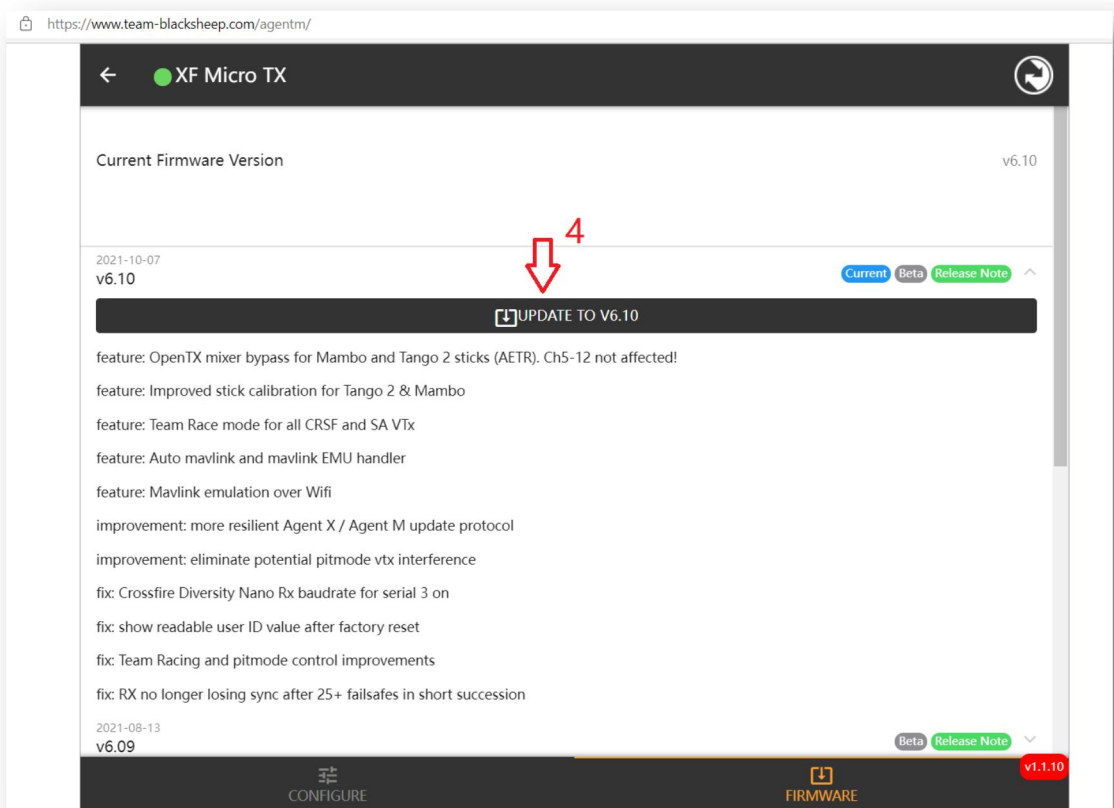 https://www.team-blacksheep.com/agentm/
XF Micro TX
Current Firmware Version v6.10
4
2021-10-07
v6.10 Current Beta Release Note
UPDATE TO V6.10
feature: OpenTX mixer bypass for Mambo and Tango 2 sticks (AETR). Ch5-12 not affected!
feature: Improved stick calibration for Tango 2 & Mambo
feature: Team Race mode for all CRSF and SA VTx
feature: Auto mavlink and mavlink EMU handler
feature: Mavlink emulation over Wifi
improvement: more resilient Agent X / Agent M update protocol
improvement: eliminate potential pitmode vtx interference
fix: Crossfire Diversity Nano Rx baudrate for serial 3 on
fix: show readable user ID value after factory reset
fix: Team Racing and pitmode control improvements
fix: RX no longer losing sync after 25+ failsafes in short succession
2021-08-13
v6.09 Beta Release Note
v1.1.10
CONFIGURE FIRMWARE